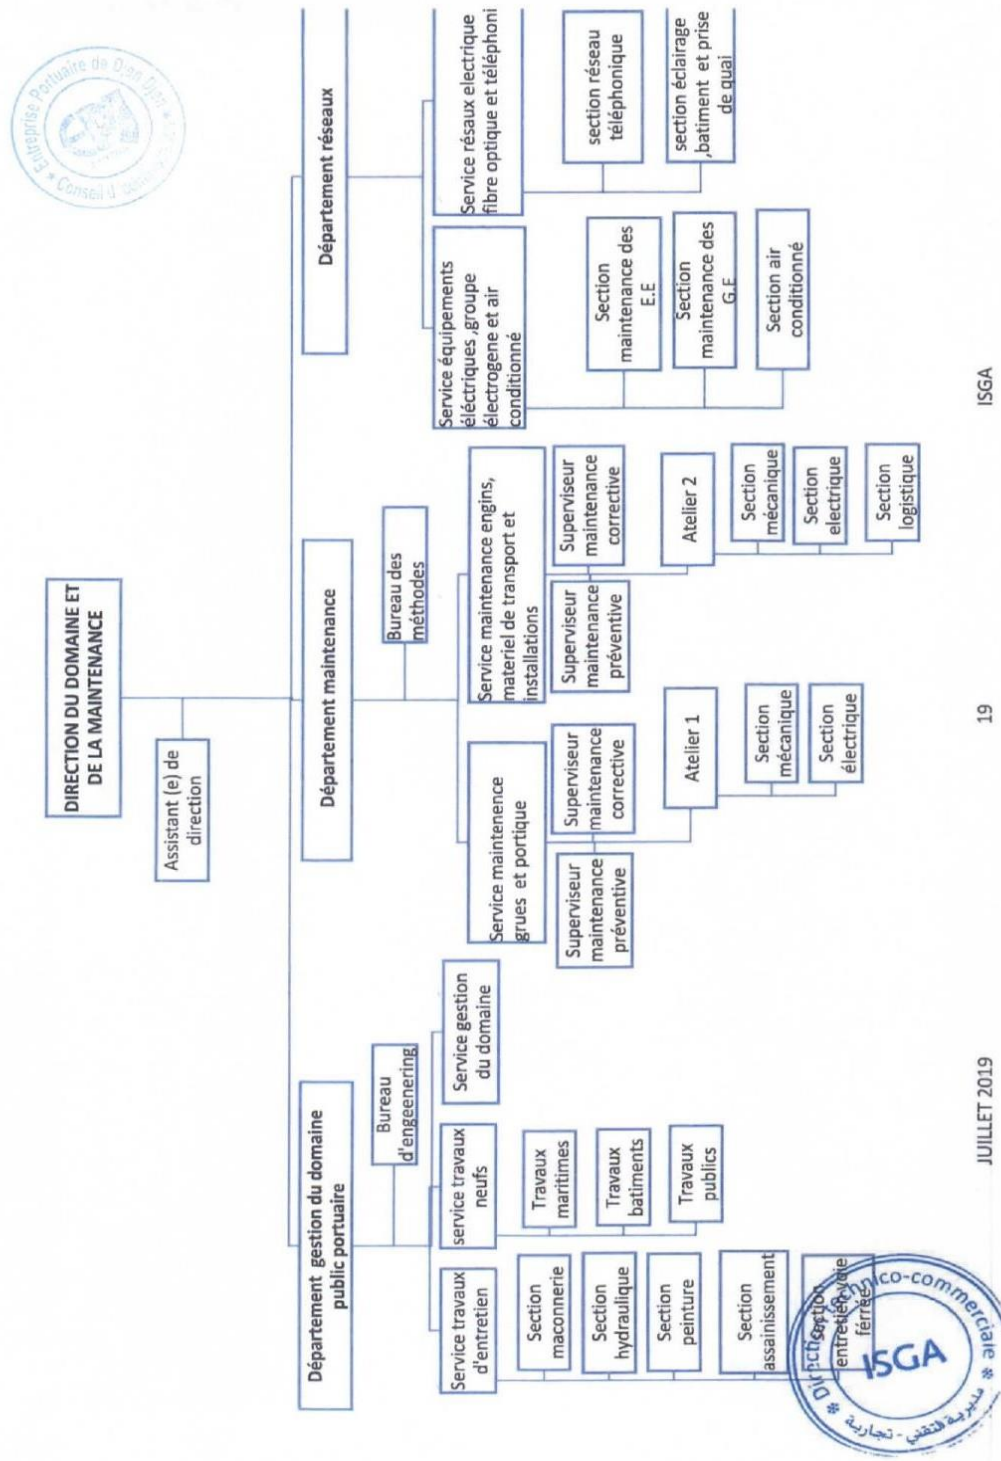 Entreprise Portuaire de Djen Djen
Conseil d'
DIRECTION DU DOMAINE ET
DE LA MAINTENANCE
Assistant (e) de
direction
Département gestion du domaine
public portuaire
Bureau
d'engeenering
Service travaux
d'entretien
Section
maconnerie
Section
hydraulique
Section
peinture
Section
assainissement
Section
entretien voie
férrée
service travaux
neufs
Travaux
maritimes
Travaux
batiments
Travaux
publics
Service gestion
du domaine
Département maintenance
Bureau des
méthodes
Service maintenence
grues et portique
Superviseur
maintenance
préventive
Superviseur
maintenance
corrective
Atelier 1
Section
mécanique
Section
électrique
Service maintenance engins,
materiel de transport et
installations
Superviseur
maintenance
préventive
Superviseur
maintenance
corrective
Atelier 2
Section
mécanique
Section
electrique
Section
logistique
Département réseaux
Service équipements
éléctriques ,groupe
électrogene et air
conditionné
Section
maintenance des
E.E
Section
maintenance des
G.E
Section air
conditionné
Service résaux electrique
fibre optique et téléphoni
section réseau
téléphonique
section éclairage
,batiment et prise
de quai
Direction technico-commerciale
ISGA
مديرية فتقني - تجارية
JUILLET 2019
19
ISGA